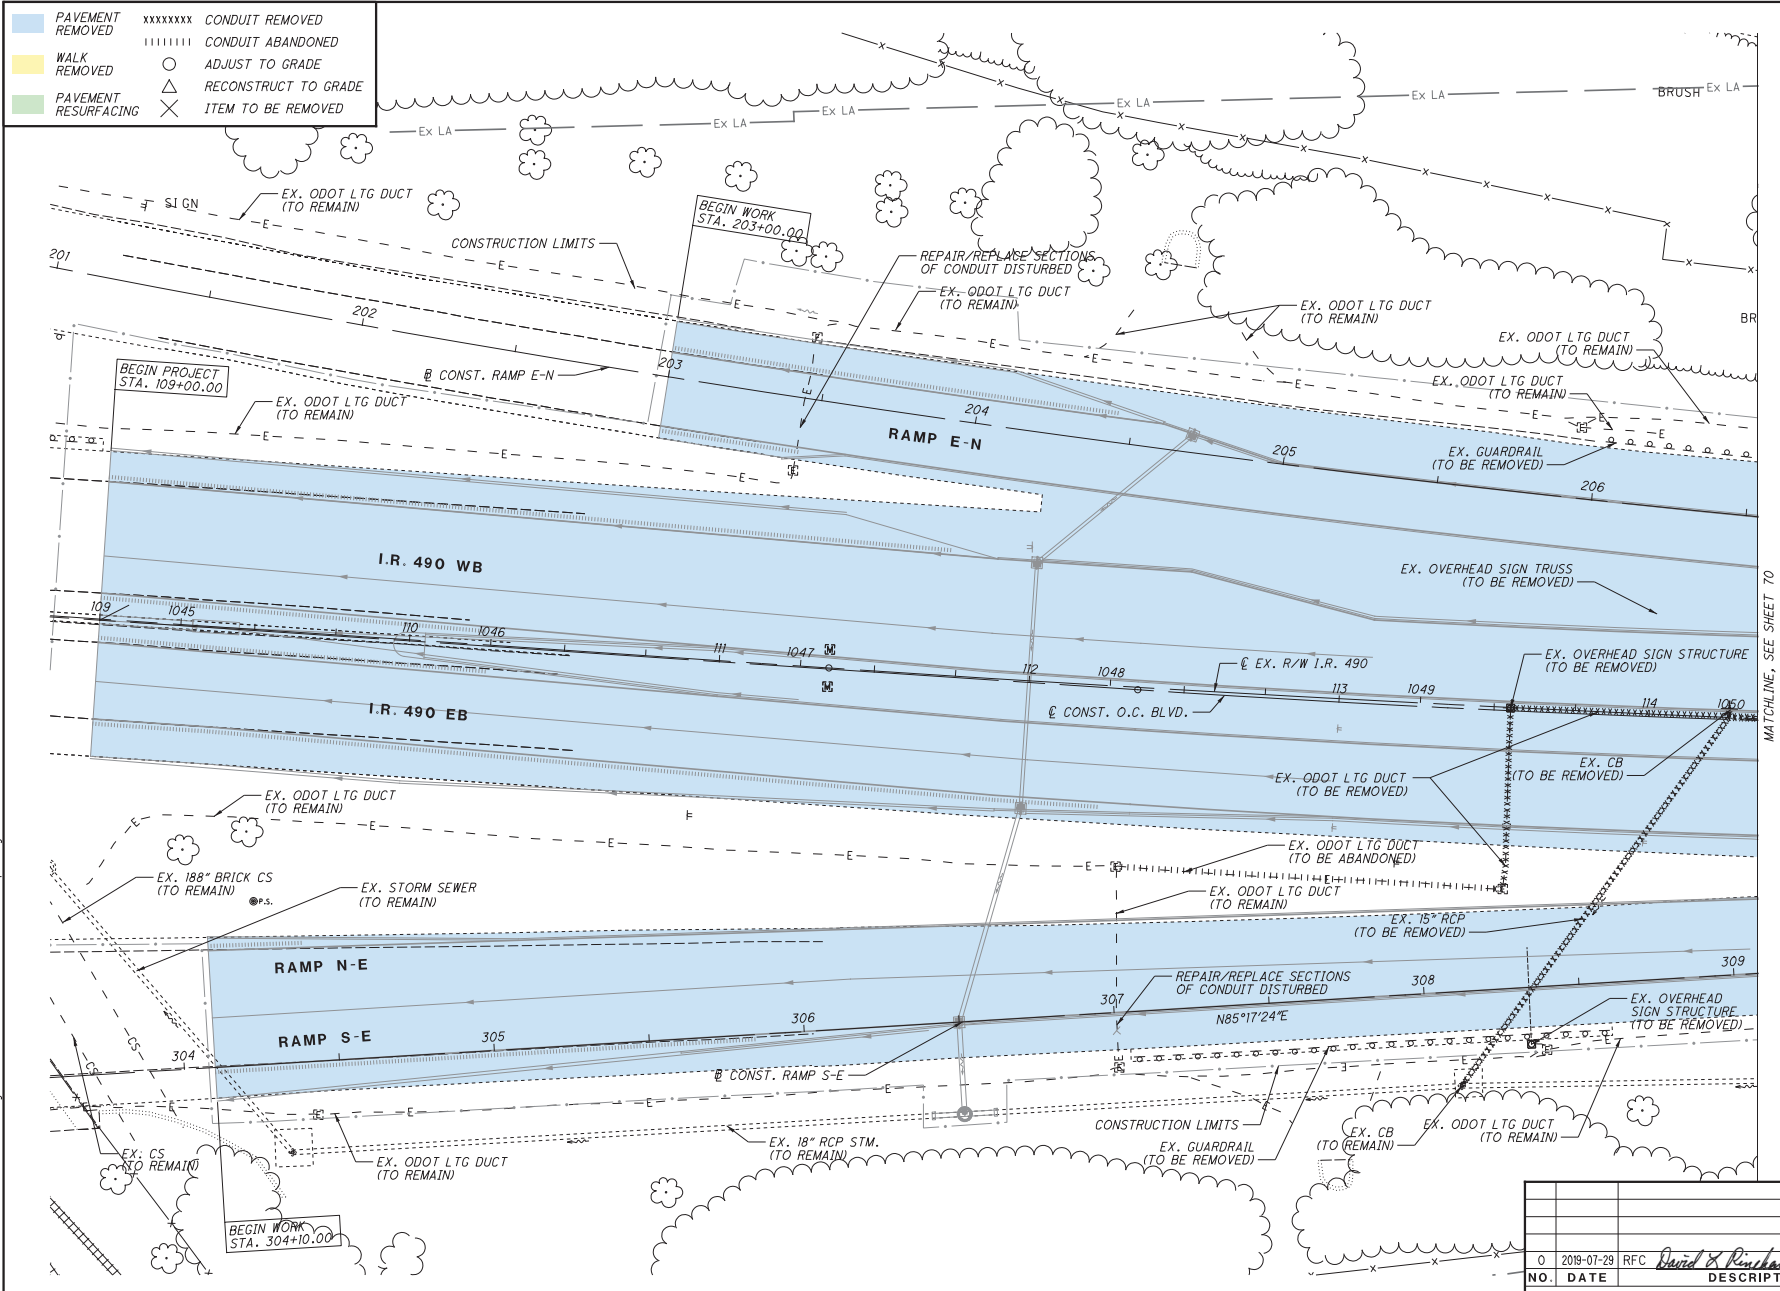 PAVEMENT
REMOVED
WALK
REMOVED
PAVEMENT
RESURFACING
xxxxxxxx CONDUIT REMOVED
CONDUIT ABANDONED
ADJUST TO GRADE
RECONSTRUCT TO GRADE
ITEM TO BE REMOVED
Ex LA
Ex LA
Ex LA
Ex LA
Ex LA
Ex LA
BRUSH
BR
SIGN
EX. ODOT LTG DUCT
(TO REMAIN)
CONSTRUCTION LIMITS
BEGIN WORK
STA. 203+00.00
REPAIR/REPLACE SECTIONS
OF CONDUIT DISTURBED
EX. ODOT LTG DUCT
(TO REMAIN)
EX. ODOT LTG DUCT
(TO REMAIN)
EX. ODOT LTG DUCT
(TO REMAIN)
EX. ODOT LTG DUCT
(TO REMAIN)
201
202
203
204
205
206
BEGIN PROJECT
STA. 109+00.00
℄ CONST. RAMP E-N
EX. ODOT LTG DUCT
(TO REMAIN)
RAMP E-N
EX. GUARDRAIL
(TO BE REMOVED)
I.R. 490 WB
EX. OVERHEAD SIGN TRUSS
(TO BE REMOVED)
MATCHLINE, SEE SHEET 70
109
1045
110
1046
111
1047
112
1048
113
1049
114
1050
℄ EX. R/W I.R. 490
EX. OVERHEAD SIGN STRUCTURE
(TO BE REMOVED)
I.R. 490 EB
℄ CONST. O.C. BLVD.
EX. CB
(TO BE REMOVED)
EX. ODOT LTG DUCT
(TO BE REMOVED)
EX. ODOT LTG DUCT
(TO REMAIN)
EX. ODOT LTG DUCT
(TO BE ABANDONED)
EX. 188" BRICK CS
(TO REMAIN)
P.S.
EX. STORM SEWER
(TO REMAIN)
EX. ODOT LTG DUCT
(TO REMAIN)
EX. 15" RCP
(TO BE REMOVED)
RAMP N-E
REPAIR/REPLACE SECTIONS
OF CONDUIT DISTURBED
RAMP S-E
304
305
306
307
308
309
N85°17'24"E
EX. OVERHEAD
SIGN STRUCTURE
(TO BE REMOVED)
CS
CS
℄ CONST. RAMP S-E
CONSTRUCTION LIMITS
EX. GUARDRAIL
(TO BE REMOVED)
EX. CB
(TO REMAIN)
EX. ODOT LTG DUCT
(TO REMAIN)
EX. CS
(TO REMAIN)
EX. ODOT LTG DUCT
(TO REMAIN)
EX. 18" RCP STM.
(TO REMAIN)
BEGIN WORK
STA. 304+10.00
0 2019-07-29 RFC David L Rineha
NO. DATE DESCRIPT